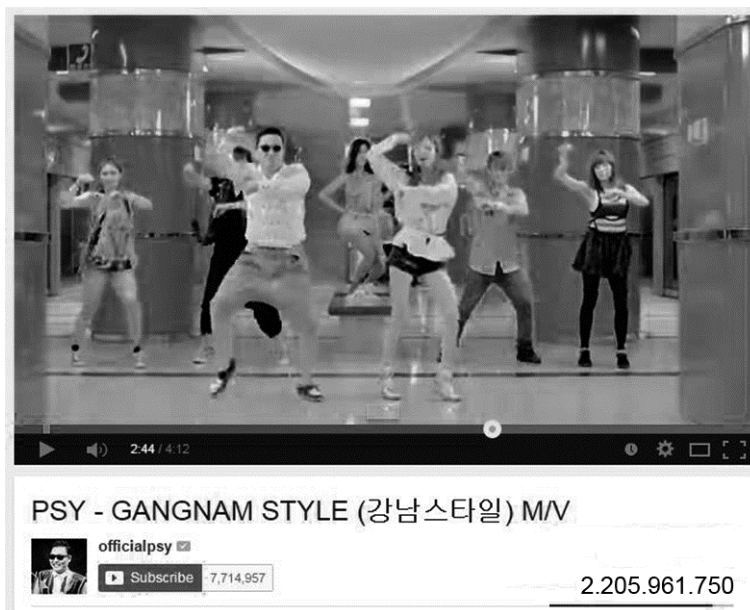 2:44 / 4:12
PSY - GANGNAM STYLE (강남스타일) M/V
officialpsy
Subscribe 7,714,957
2.205.961.750